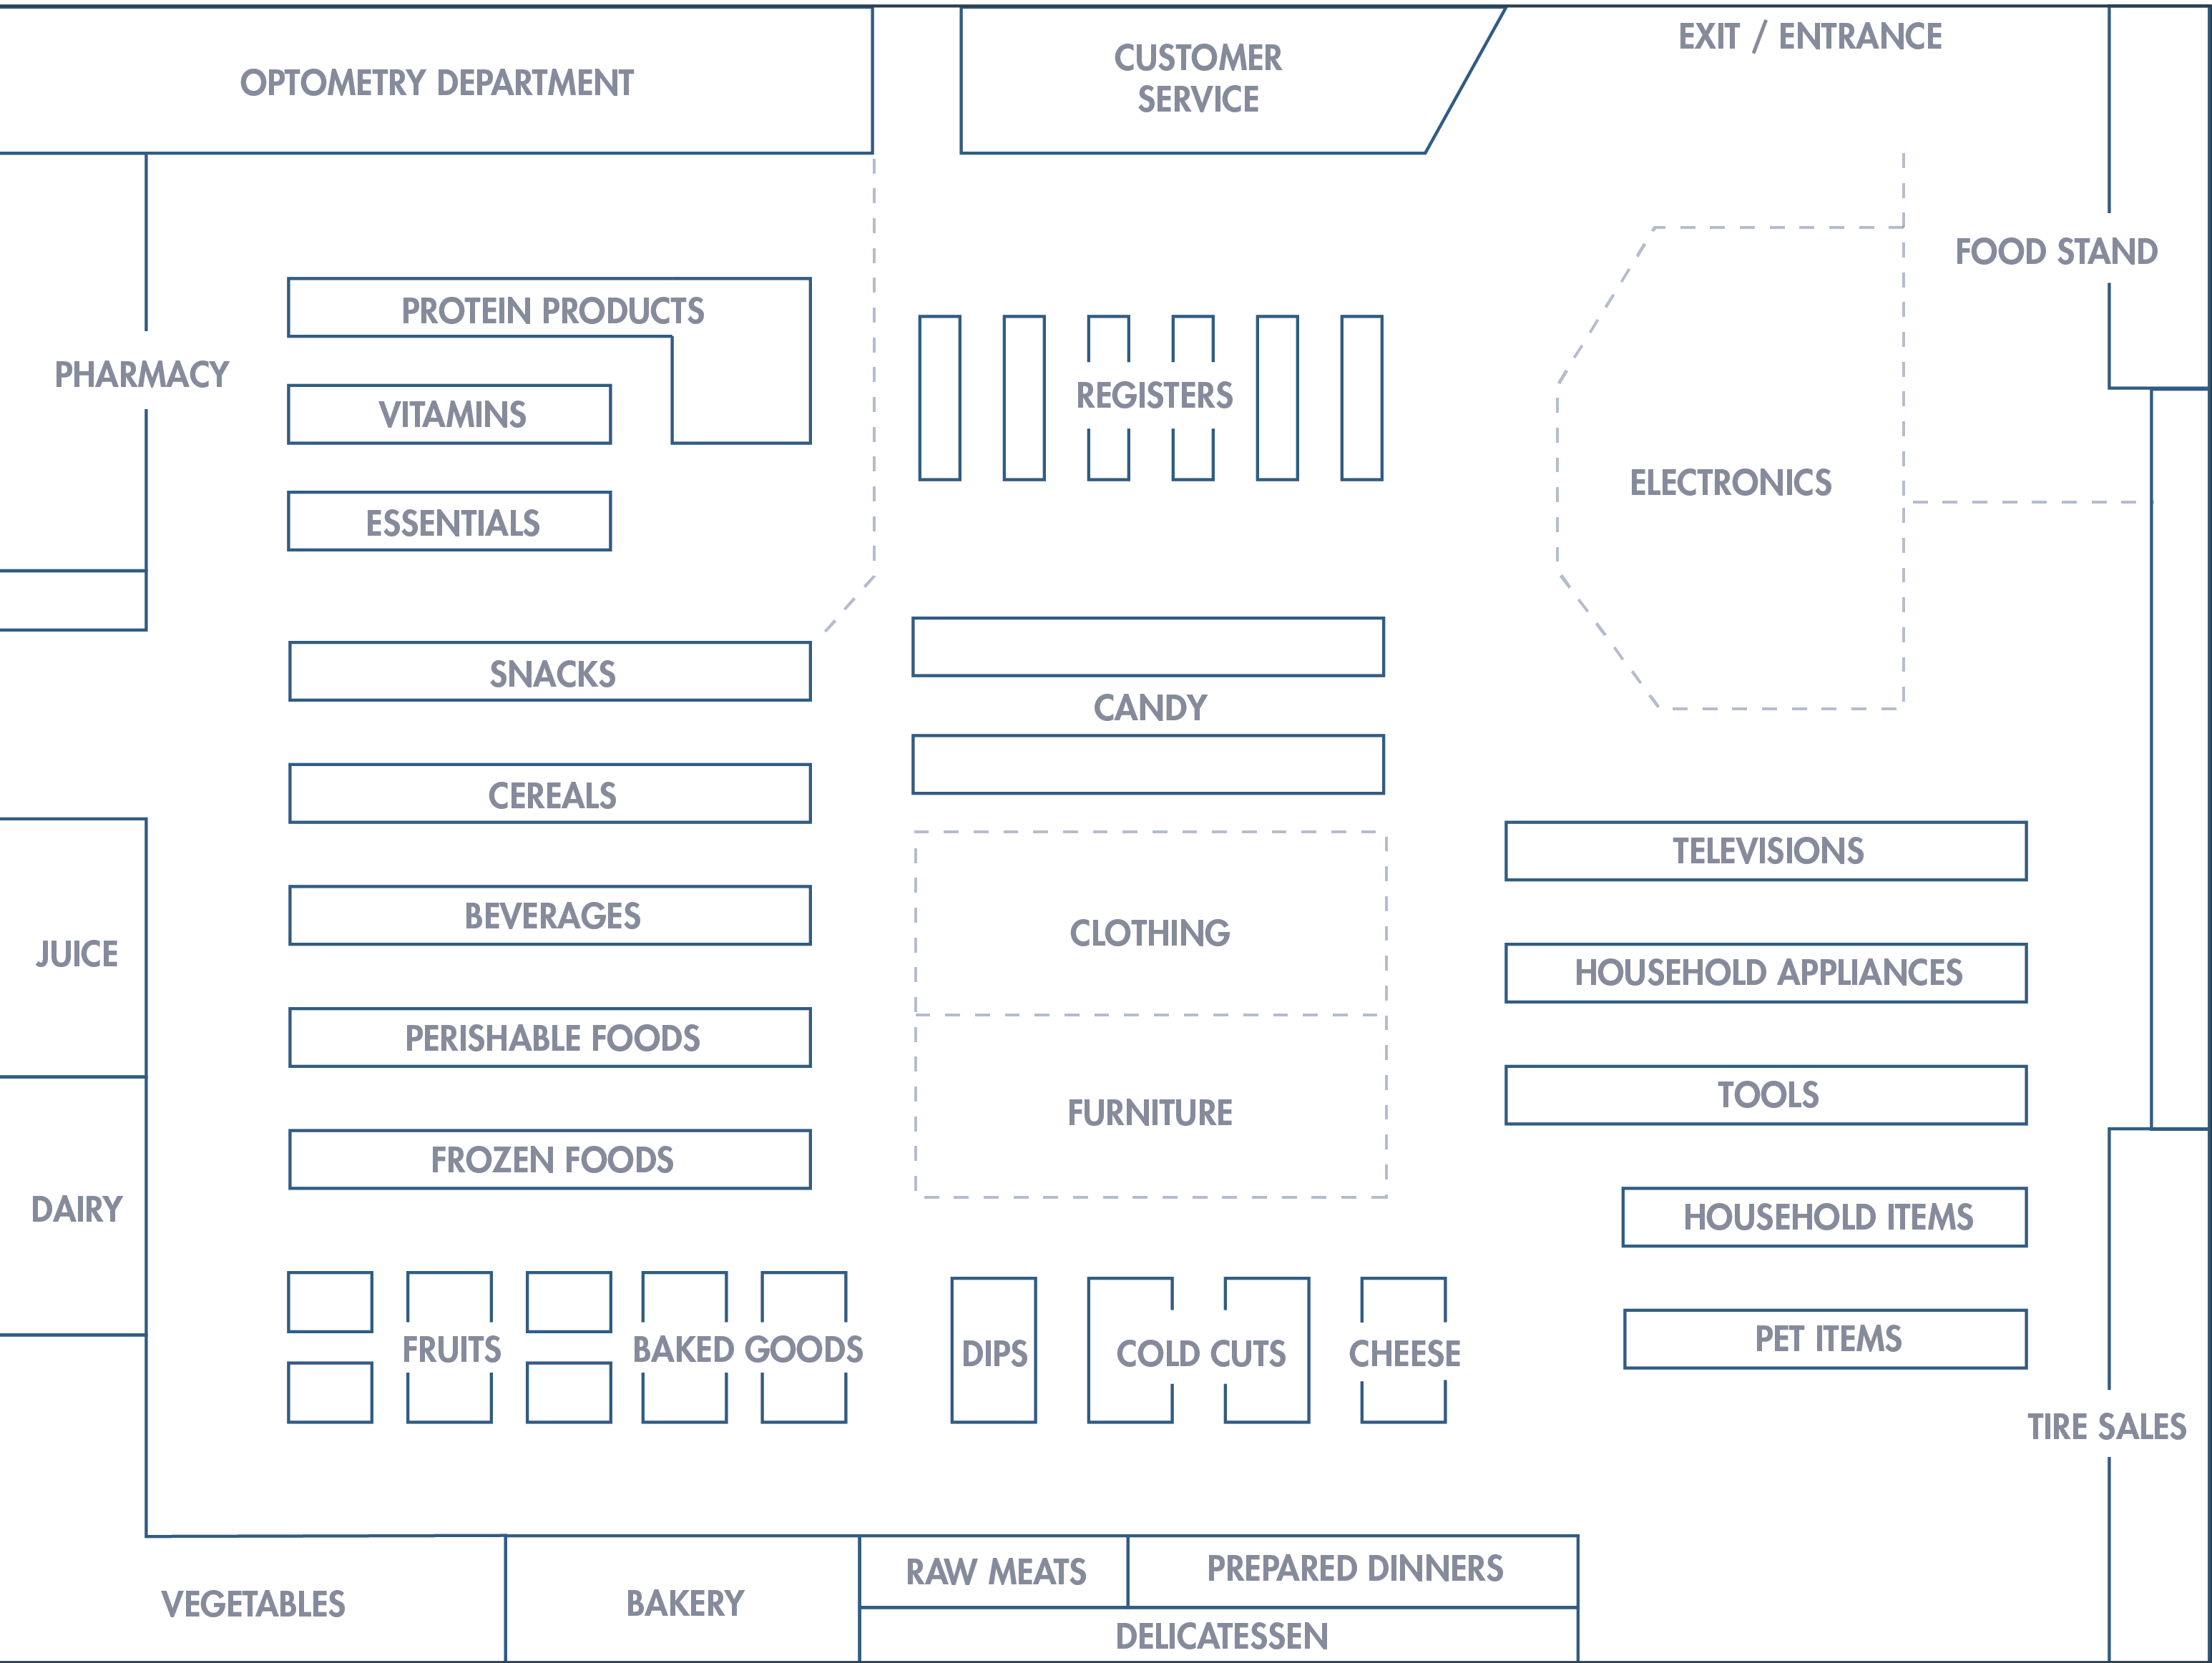 OPTOMETRY DEPARTMENT
CUSTOMER
SERVICE
EXIT / ENTRANCE
FOOD STAND
PROTEIN PRODUCTS
PHARMACY
VITAMINS
REGISTERS
ELECTRONICS
ESSENTIALS
SNACKS
CANDY
CEREALS
TELEVISIONS
BEVERAGES
CLOTHING
JUICE
HOUSEHOLD APPLIANCES
PERISHABLE FOODS
TOOLS
FURNITURE
FROZEN FOODS
DAIRY
HOUSEHOLD ITEMS
FRUITS
BAKED GOODS
DIPS
COLD CUTS
CHEESE
PET ITEMS
TIRE SALES
VEGETABLES
BAKERY
RAW MEATS
PREPARED DINNERS
DELICATESSEN